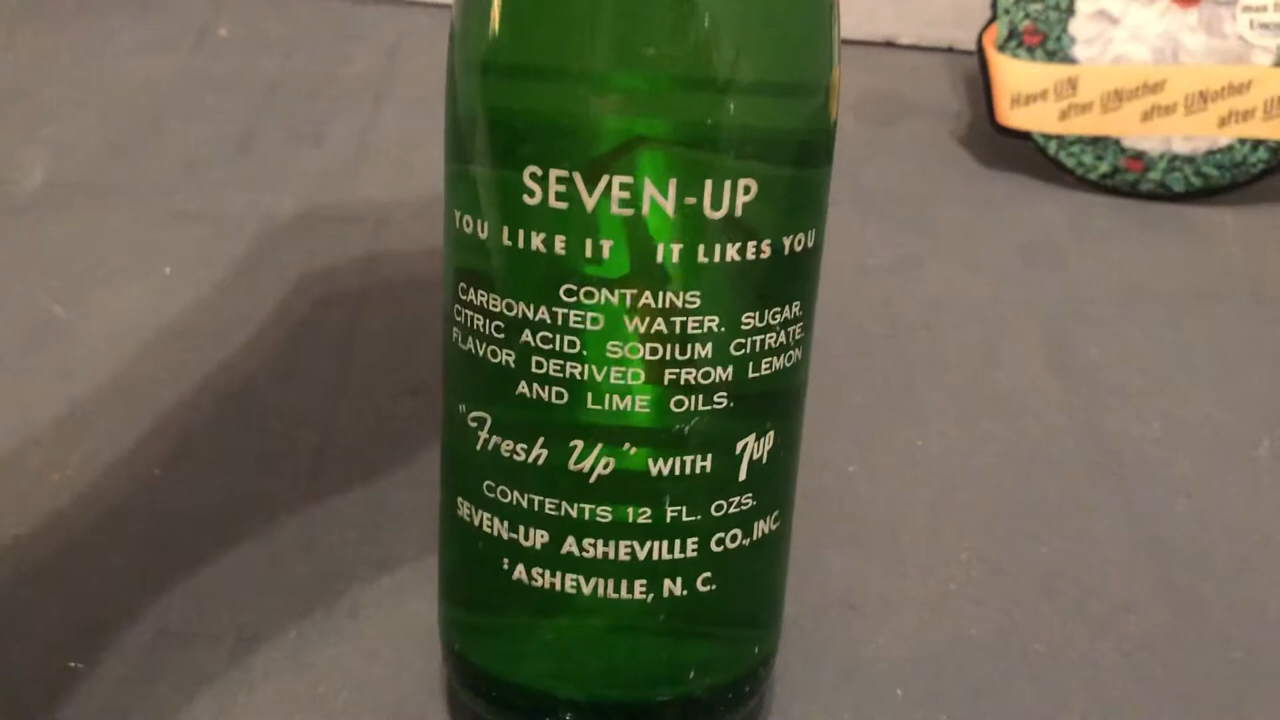 SEVEN-UP
YOU LIKE IT IT LIKES YOU
CONTAINS
CARBONATED WATER. SUGAR.
CITRIC ACID. SODIUM CITRATE.
FLAVOR DERIVED FROM LEMON
AND LIME OILS.
"Fresh Up" WITH 7up
CONTENTS 12 FL. OZS.
SEVEN-UP ASHEVILLE CO., INC.
ASHEVILLE, N. C.
Have UN
after UNother
after UNother
after